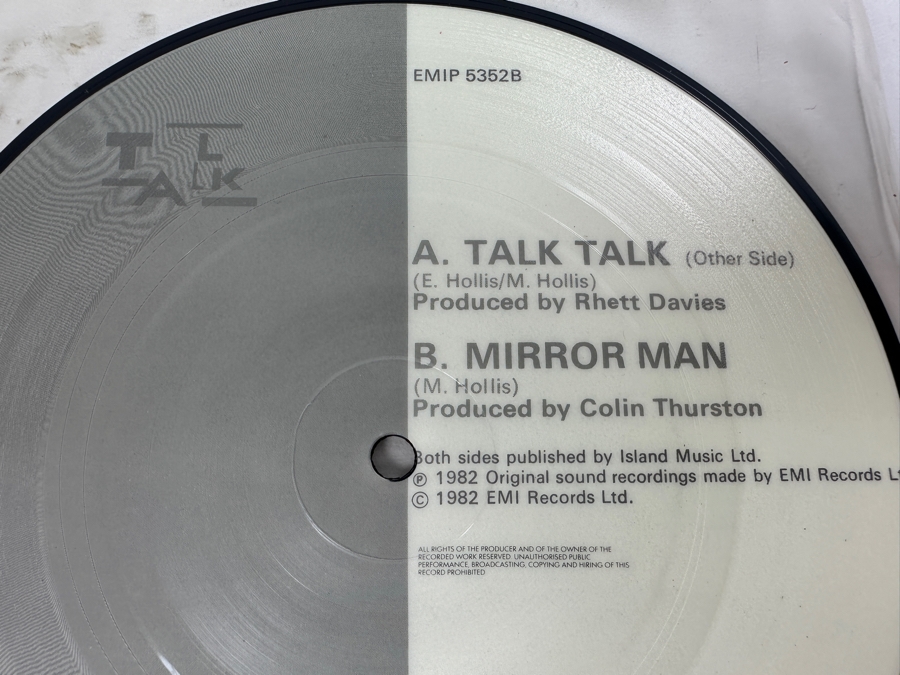 EMIP 5352B
TALK
TALK
A. TALK TALK (Other Side)
(E. Hollis/M. Hollis)
Produced by Rhett Davies
B. MIRROR MAN
(M. Hollis)
Produced by Colin Thurston
Both sides published by Island Music Ltd.
Ⓟ 1982 Original sound recordings made by EMI Records Lt
© 1982 EMI Records Ltd.
ALL RIGHTS OF THE PRODUCER AND OF THE OWNER OF THE
RECORDED WORK RESERVED. UNAUTHORISED PUBLIC
PERFORMANCE, BROADCASTING, COPYING AND HIRING OF THIS
RECORD PROHIBITED